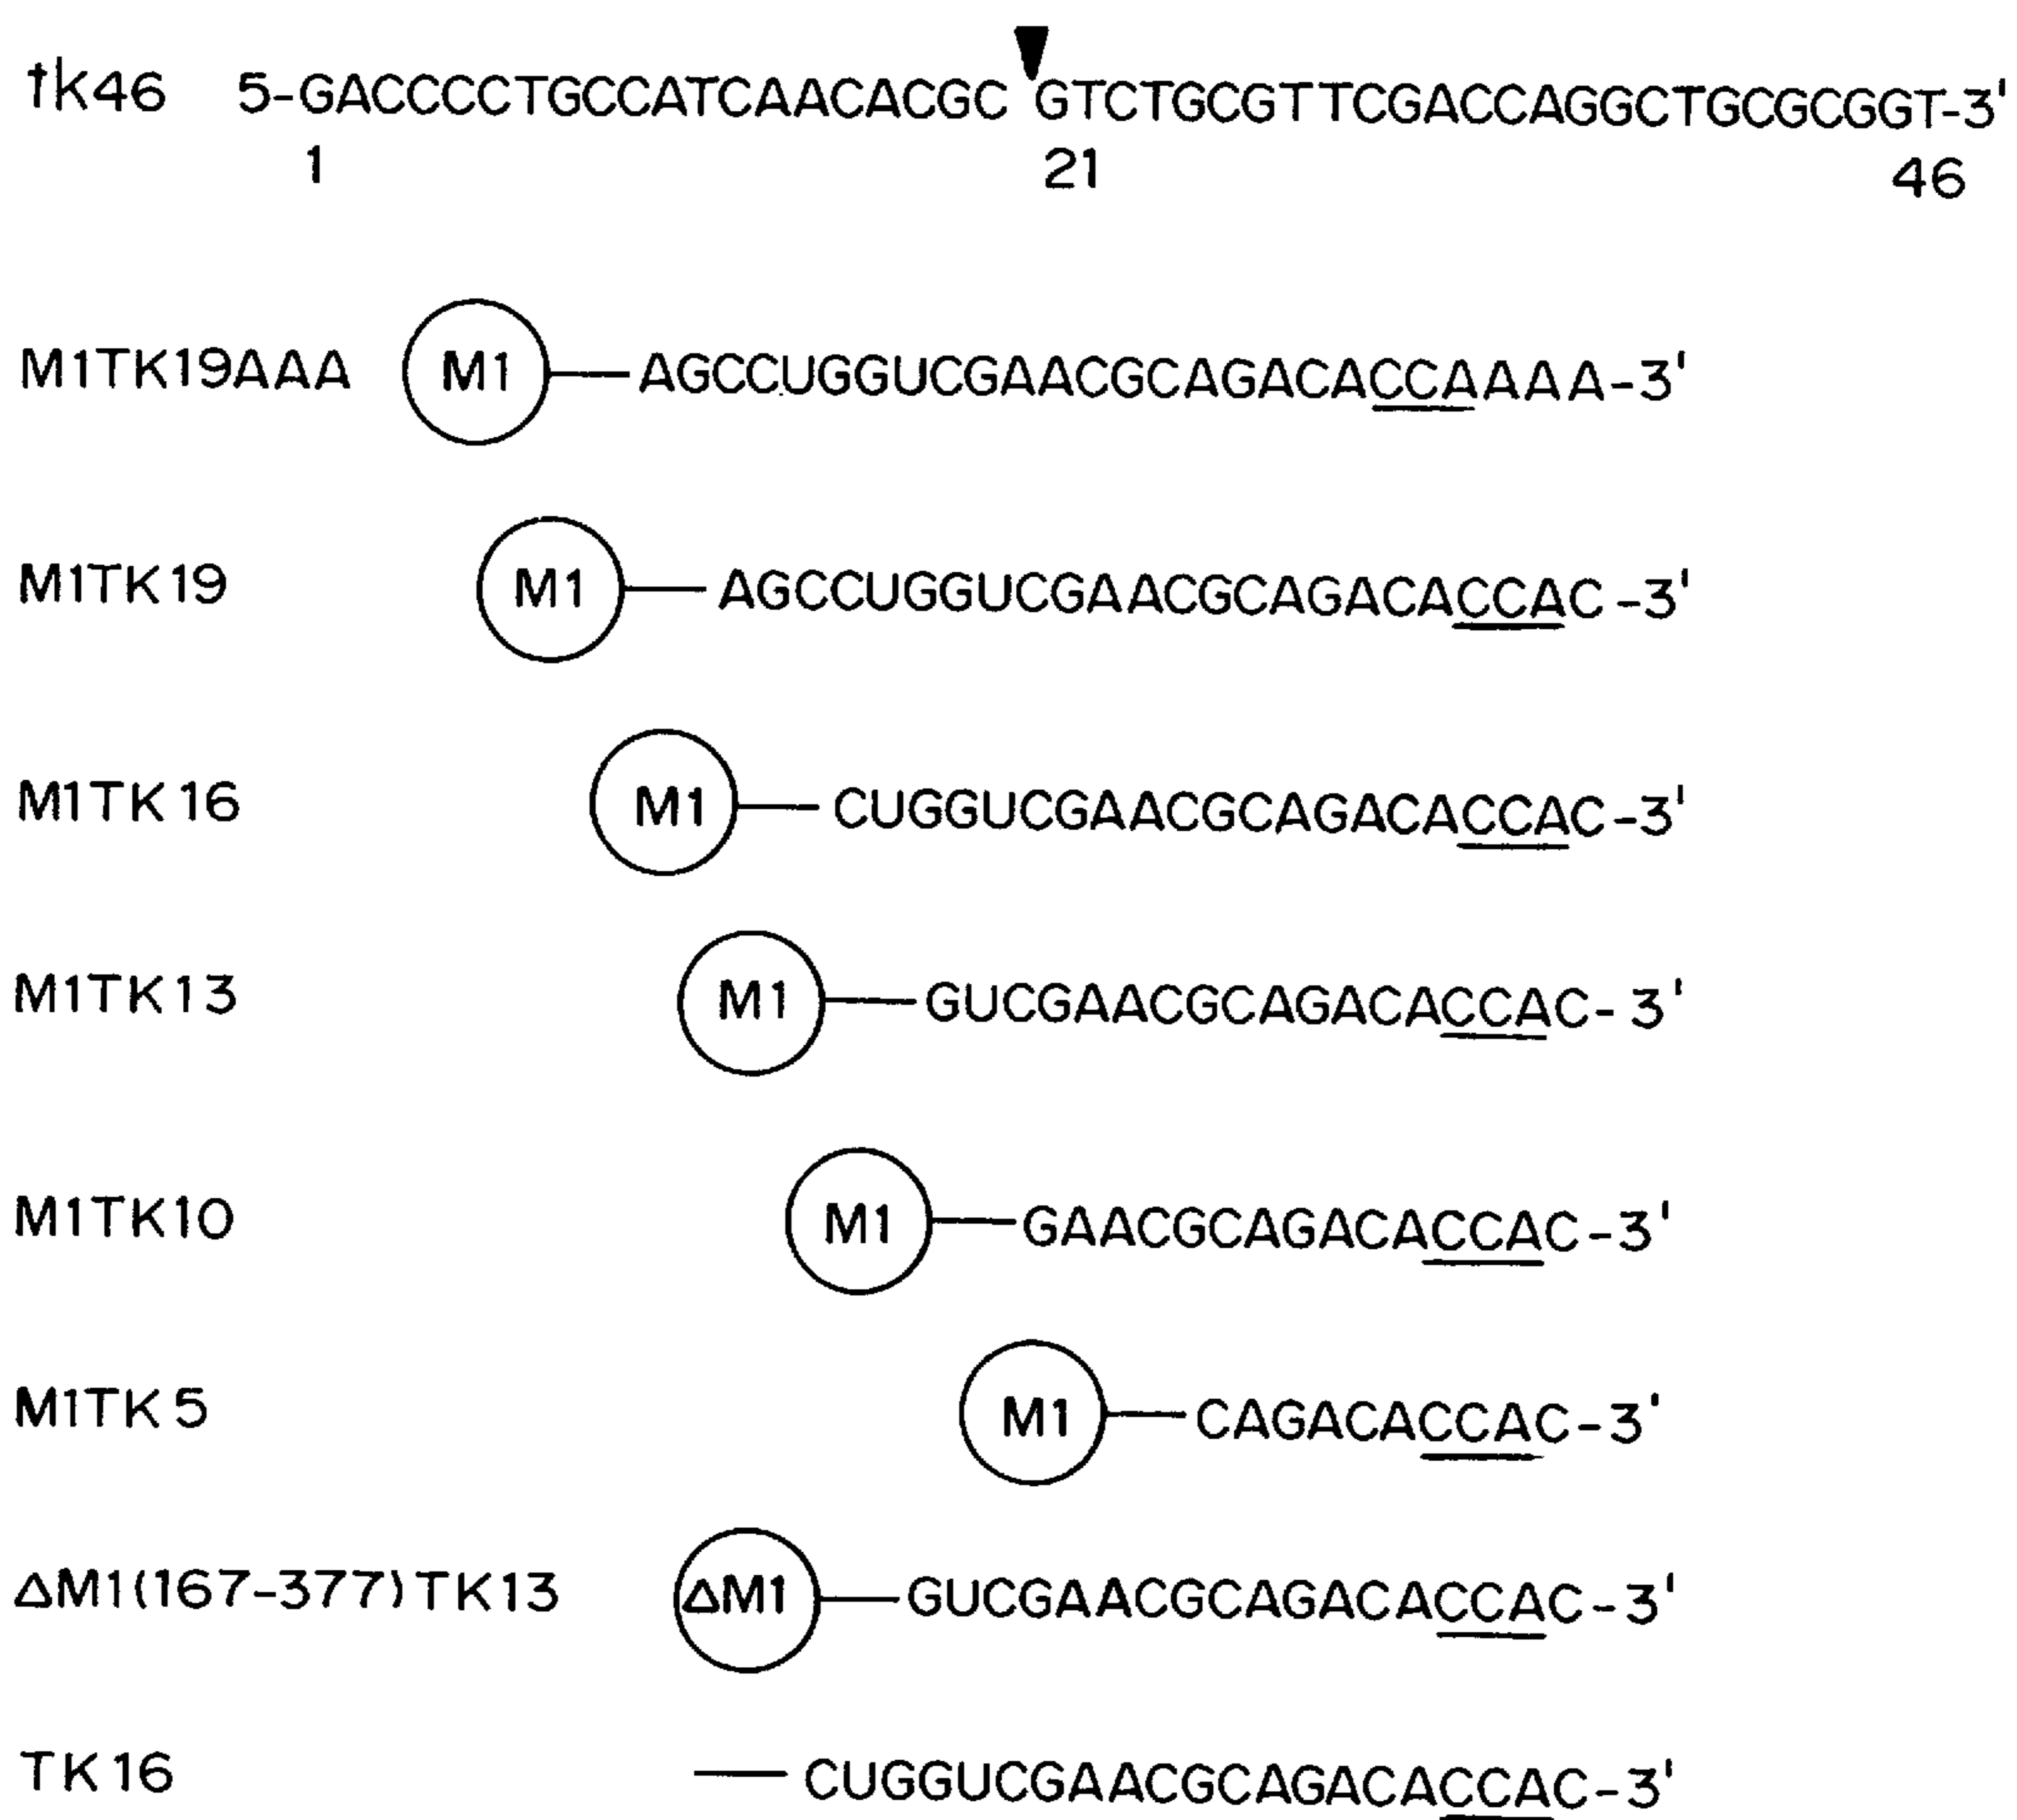 tk46 5-GACCCCTGCCATCAACACGC GTCTGCGTTCGACCAGGCTGCGCGGT-3'
1 21 46
M1TK19AAA M1 AGCCUGGUCGAACGCAGACACCAAAA-3'
M1TK19 M1 AGCCUGGUCGAACGCAGACACCAC-3'
M1TK16 M1 CUGGUCGAACGCAGACACCAC-3'
M1TK13 M1 GUCGAACGCAGACACCAC-3'
M1TK10 M1 GAACGCAGACACCAC-3'
M1TK5 M1 CAGACACCAC-3'
ΔM1(167-377)TK13 ΔM1 GUCGAACGCAGACACCAC-3'
TK16 CUGGUCGAACGCAGACACCAC-3'